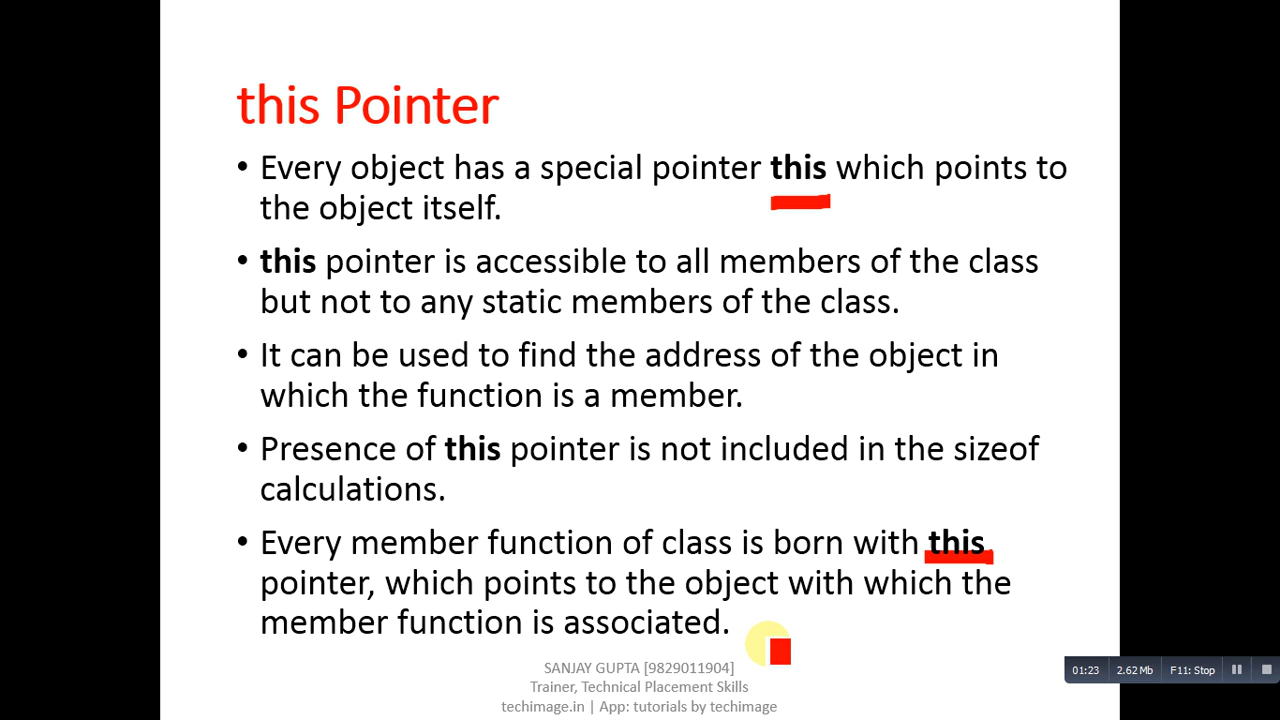 this Pointer
• Every object has a special pointer this which points to
the object itself.
• this pointer is accessible to all members of the class
but not to any static members of the class.
• It can be used to find the address of the object in
which the function is a member.
• Presence of this pointer is not included in the sizeof
calculations.
• Every member function of class is born with this
pointer, which points to the object with which the
member function is associated.
SANJAY GUPTA [9829011904]
Trainer, Technical Placement Skills
techimage.in | App: tutorials by techimage
01:23 2.62 Mb F11: Stop